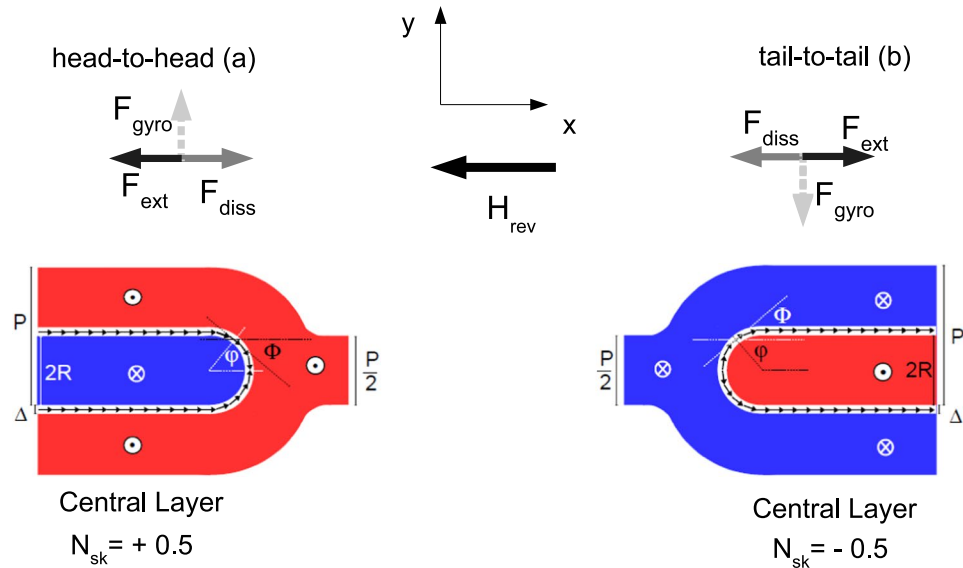 head-to-head (a)
F_gyro
F_ext
F_diss
y
x
H_rev
tail-to-tail (b)
F_diss
F_ext
F_gyro
P
2R
Δ
φ
Φ
P/2
Central Layer
N_sk= + 0.5
P/2
Φ
φ
P
2R
Δ
Central Layer
N_sk= - 0.5